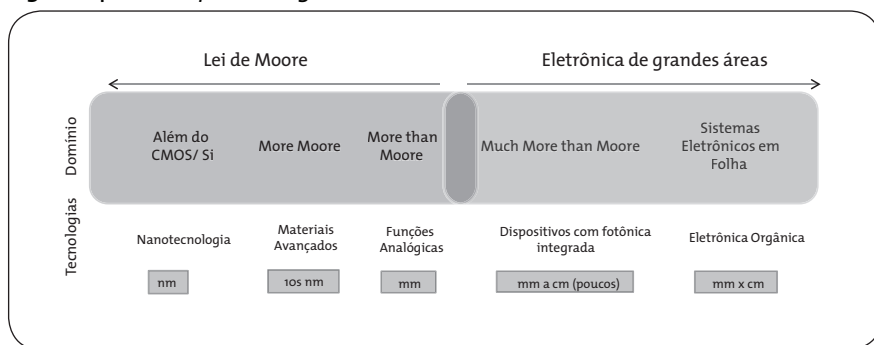 Lei de Moore
Eletrônica de grandes áreas
Domínio
Além do
CMOS/ Si
More Moore
More than
Moore
Much More than Moore
Sistemas
Eletrônicos em
Folha
Tecnologias
Nanotecnologia
Materiais
Avançados
Funções
Analógicas
Dispositivos com fotônica
integrada
Eletrônica Orgânica
nm
10s nm
mm
mm a cm (poucos)
mm x cm